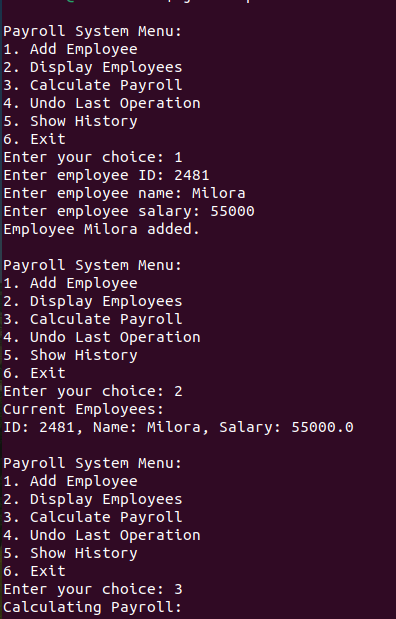 Payroll System Menu:
1. Add Employee
2. Display Employees
3. Calculate Payroll
4. Undo Last Operation
5. Show History
6. Exit
Enter your choice: 1
Enter employee ID: 2481
Enter employee name: Milora
Enter employee salary: 55000
Employee Milora added.
Payroll System Menu:
1. Add Employee
2. Display Employees
3. Calculate Payroll
4. Undo Last Operation
5. Show History
6. Exit
Enter your choice: 2
Current Employees:
ID: 2481, Name: Milora, Salary: 55000.0
Payroll System Menu:
1. Add Employee
2. Display Employees
3. Calculate Payroll
4. Undo Last Operation
5. Show History
6. Exit
Enter your choice: 3
Calculating Payroll: